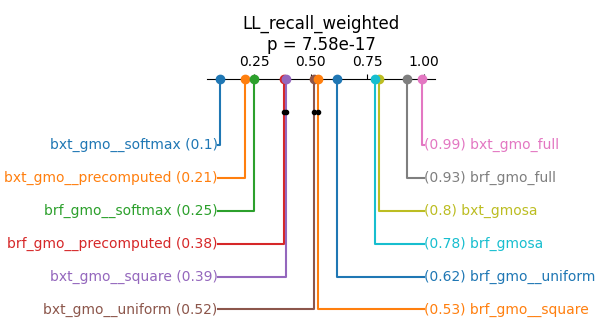 LL_recall_weighted
p = 7.58e-17
0.25 0.50 0.75 1.00
bxt_gmo__softmax (0.1)
(0.99) bxt_gmo_full
bxt_gmo__precomputed (0.21)
(0.93) brf_gmo_full
brf_gmo__softmax (0.25)
(0.8) bxt_gmosa
brf_gmo__precomputed (0.38)
(0.78) brf_gmosa
bxt_gmo__square (0.39)
(0.62) brf_gmo__uniform
bxt_gmo__uniform (0.52)
(0.53) brf_gmo__square